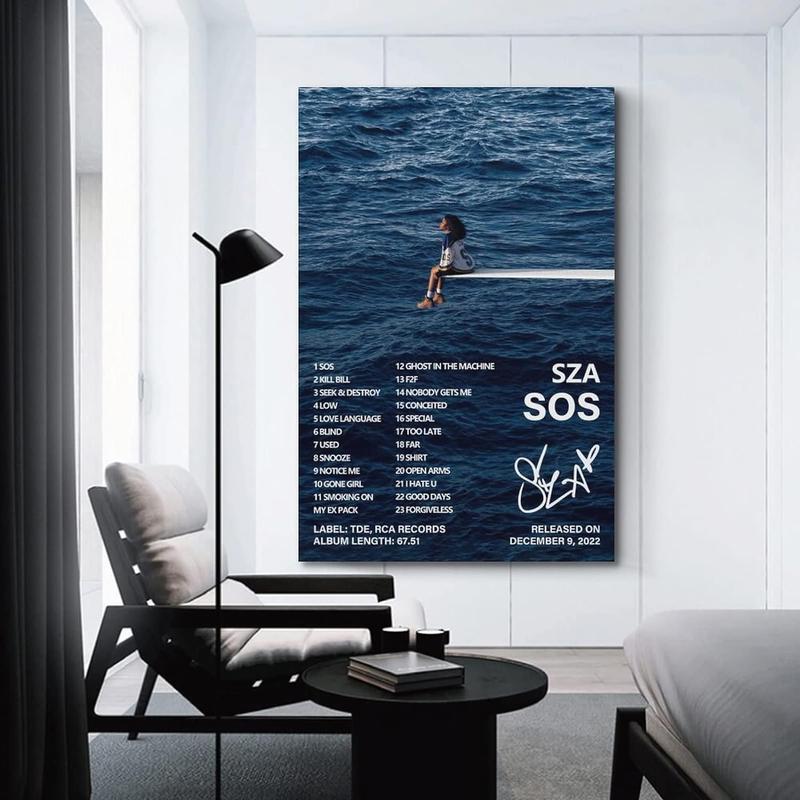 1 SOS
2 KILL BILL
3 SEEK & DESTROY
4 LOW
5 LOVE LANGUAGE
6 BLIND
7 USED
8 SNOOZE
9 NOTICE ME
10 GONE GIRL
11 SMOKING ON
MY EX PACK
12 GHOST IN THE MACHINE
13 F2F
14 NOBODY GETS ME
15 CONCEITED
16 SPECIAL
17 TOO LATE
18 FAR
19 SHIRT
20 OPEN ARMS
21 I HATE U
22 GOOD DAYS
23 FORGIVELESS
SZA
SOS
LABEL: TDE, RCA RECORDS
ALBUM LENGTH: 67.51
RELEASED ON
DECEMBER 9, 2022